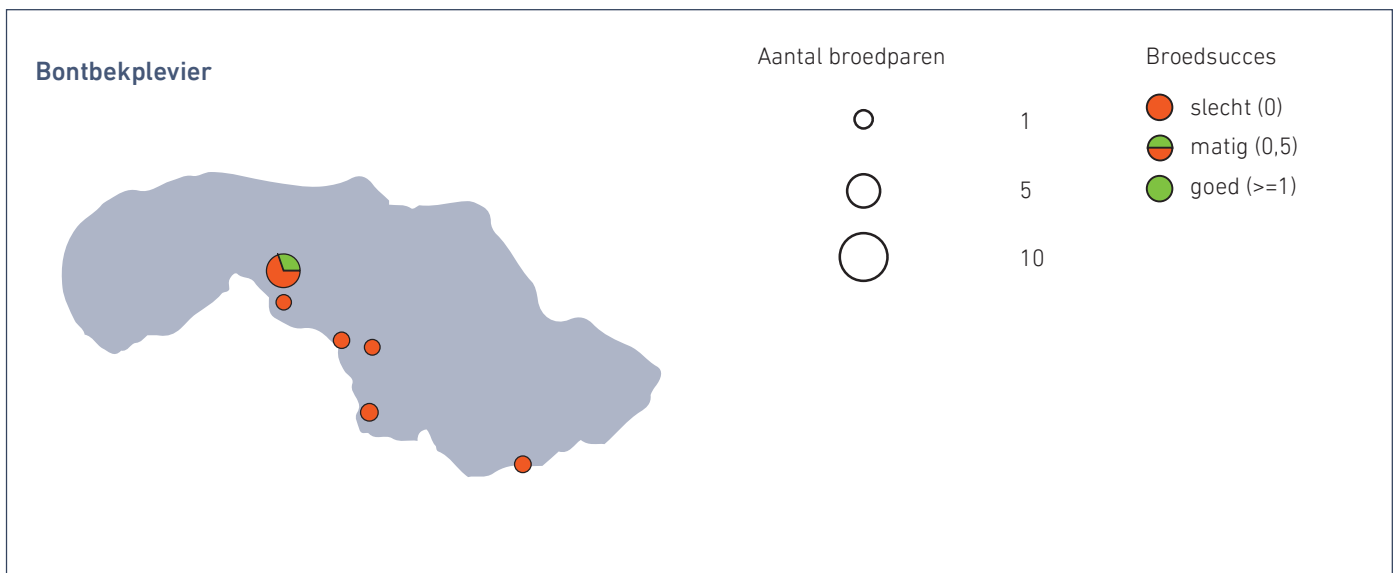 Bontbekplevier
Aantal broedparen
1
5
10
Broedsucces
slecht (0)
matig (0,5)
goed (>=1)